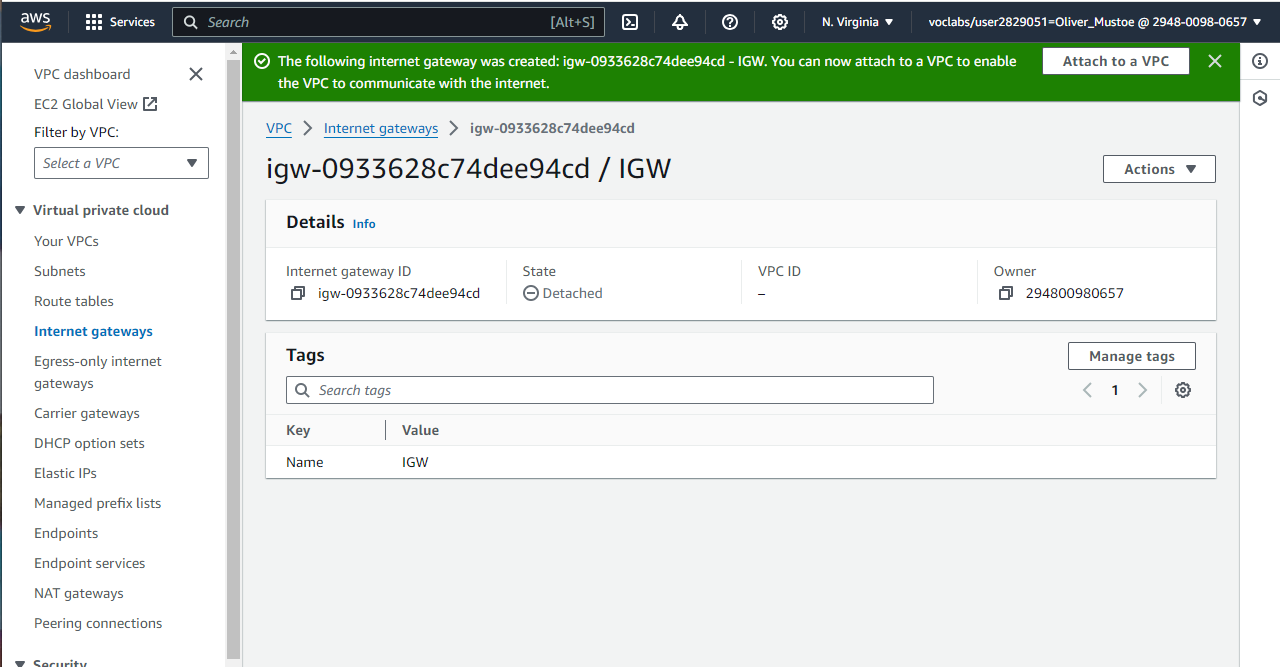 aws
Services
Search [Alt+S]
N. Virginia
voclabs/user2829051=Oliver_Mustoe @ 2948-0098-0657
VPC dashboard
EC2 Global View
Filter by VPC:
Select a VPC
Virtual private cloud
Your VPCs
Subnets
Route tables
Internet gateways
Egress-only internet
gateways
Carrier gateways
DHCP option sets
Elastic IPs
Managed prefix lists
Endpoints
Endpoint services
NAT gateways
Peering connections
Security
The following internet gateway was created: igw-0933628c74dee94cd - IGW. You can now attach to a VPC to enable
the VPC to communicate with the internet.
Attach to a VPC
VPC > Internet gateways > igw-0933628c74dee94cd
igw-0933628c74dee94cd / IGW
Actions
Details Info
Internet gateway ID
igw-0933628c74dee94cd
State
Detached
VPC ID
–
Owner
294800980657
Tags
Manage tags
Search tags
1
Key Value
Name IGW